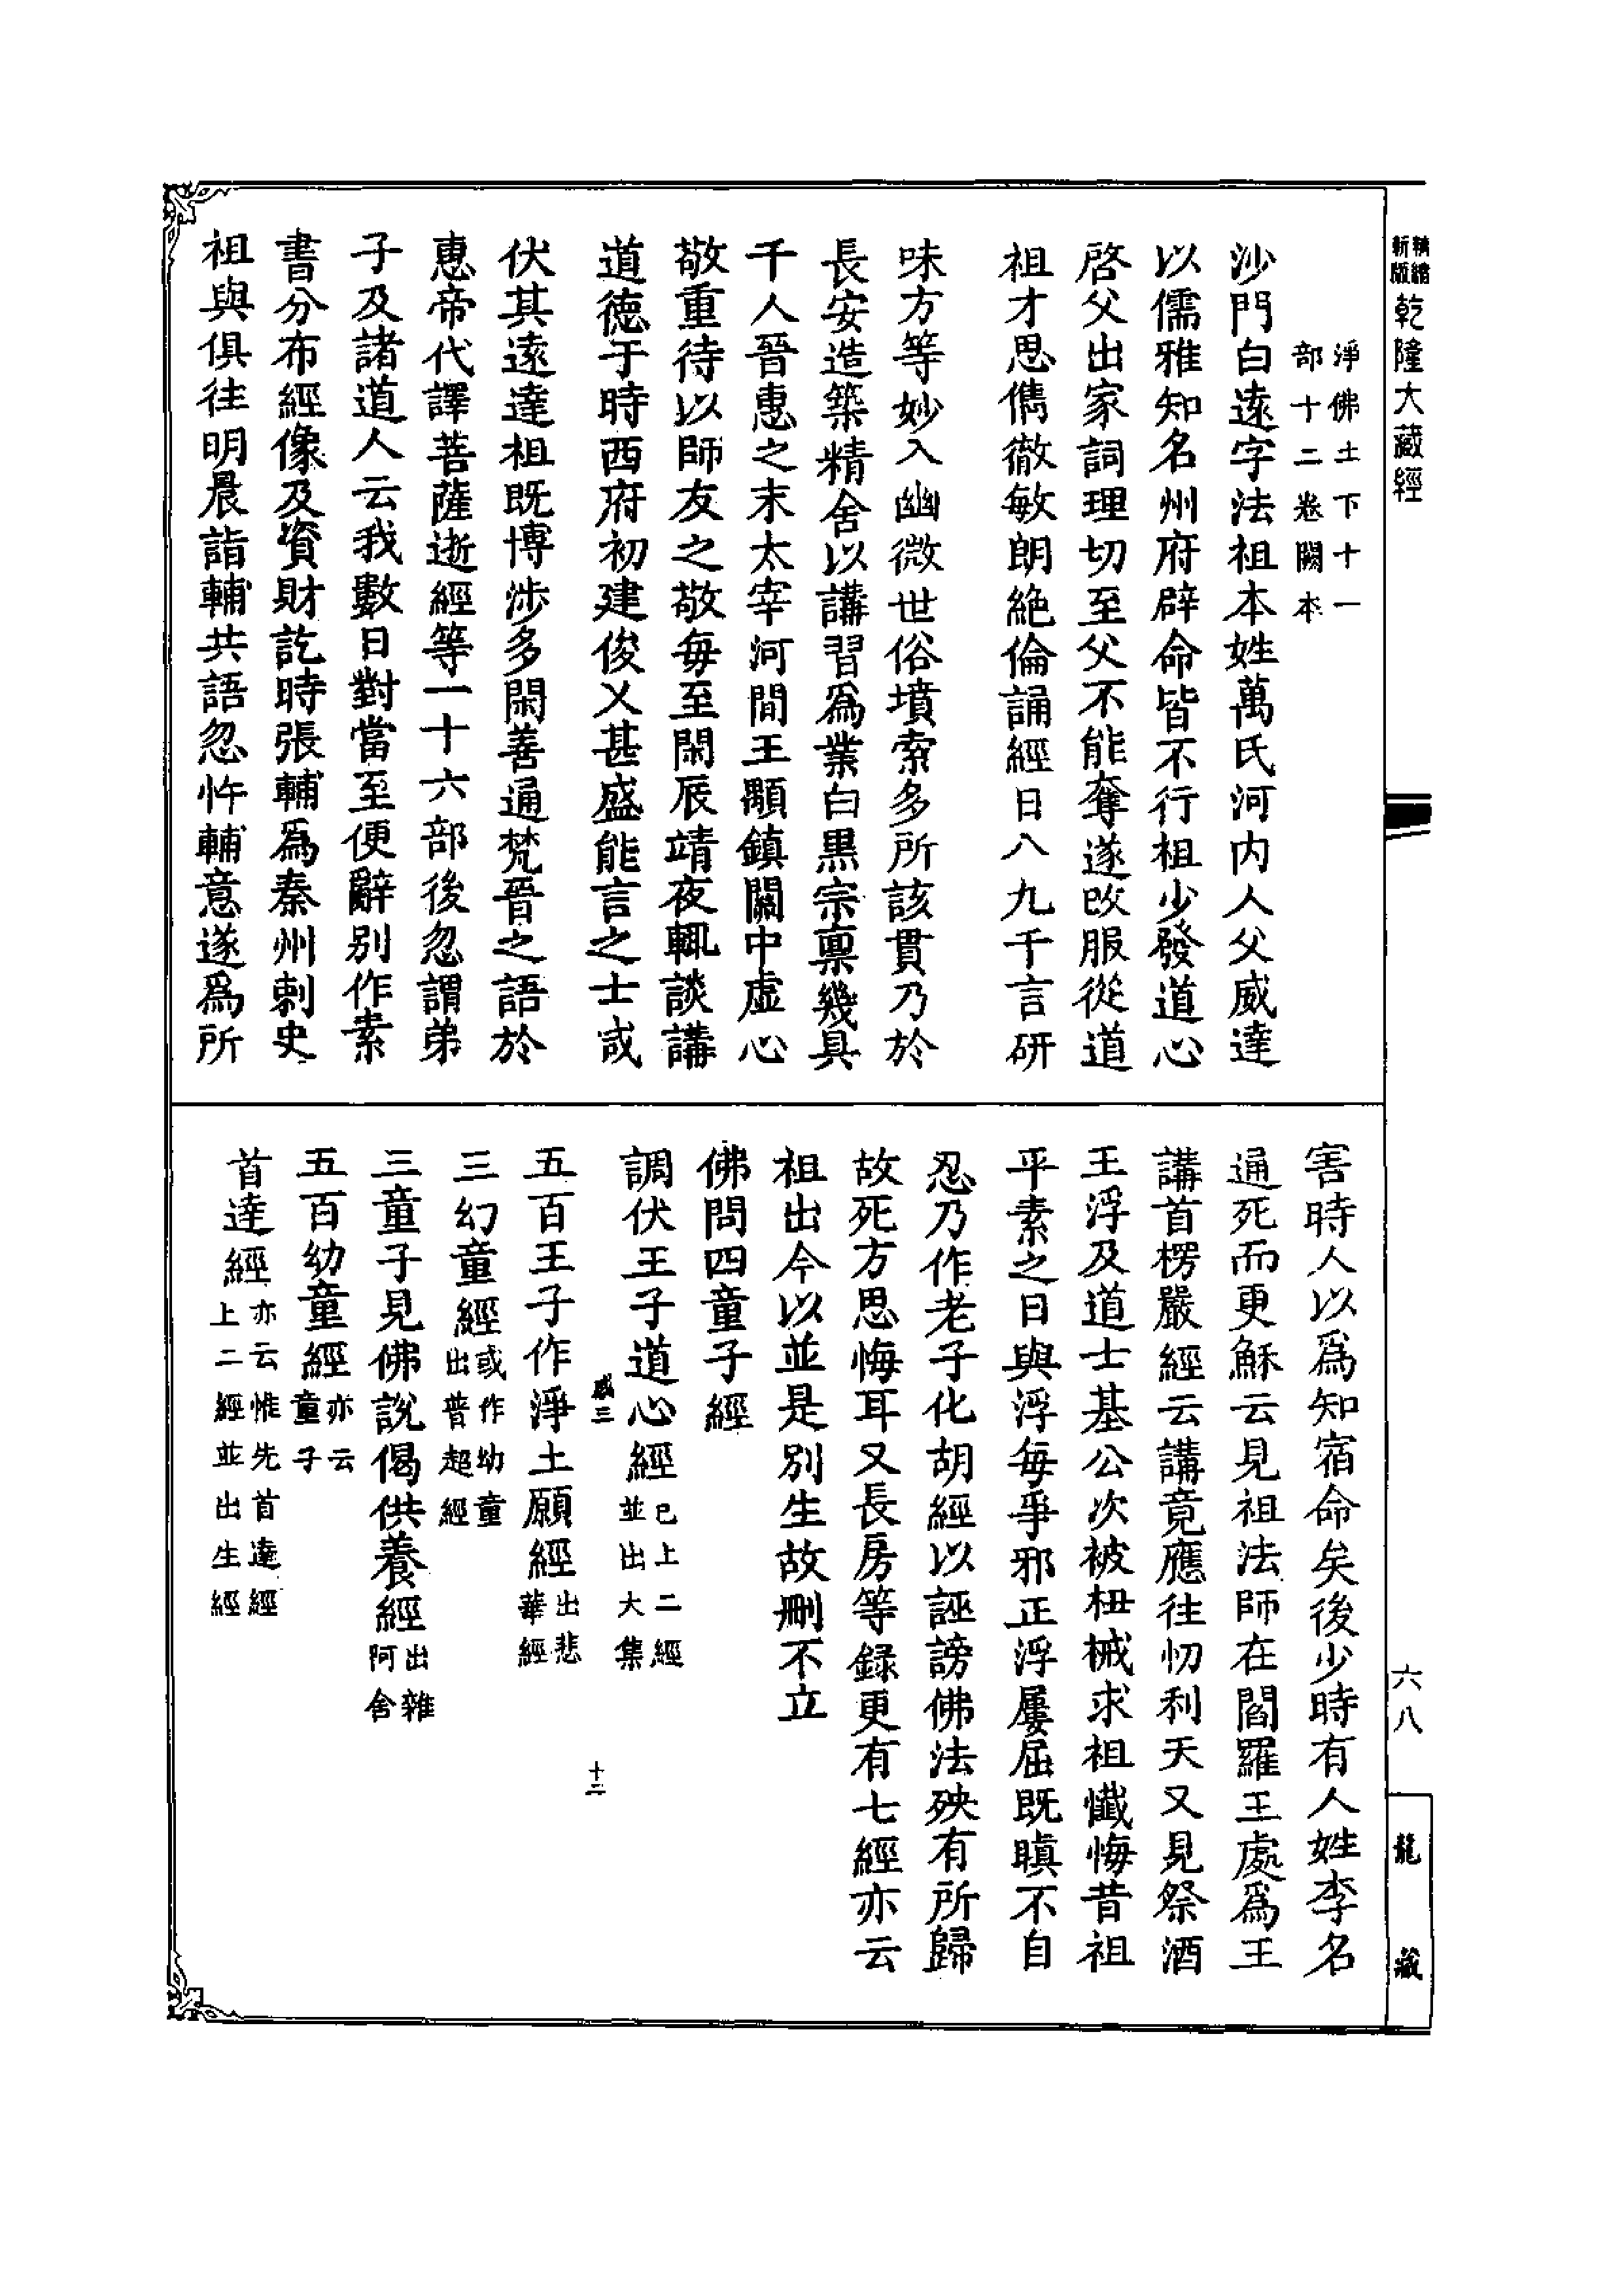 精縮新版
乾隆大藏經
淨佛土下十一
部十二卷闕本
沙門白遠字法祖本姓萬氏河内人父威達
以儒雅知名州府辟命皆不行祖少發道心
啓父出家詞理切至父不能奪遂改服從道
祖才思儁徹敏朗絶倫誦經日八九千言研
味方等妙入幽微世俗墳索多所該貫乃於
長安造築精舍以講習爲業白黑宗稟幾具
千人晉惠之末太宰河間王顒鎮關中虛心
敬重待以師友之敬每至閑辰靖夜輒談講
道德于時西府初建俊乂甚盛能言之士咸
伏其遠達祖既博涉多閑善通梵晉之語於
惠帝代譯菩薩逝經等一十六部後忽謂弟
子及諸道人云我數日對當至便辭別作素
書分布經像及資財訖時張輔爲秦州刺史
祖與俱往明晨詣輔共語忽忤輔意遂爲所
害時人以爲知宿命矣後少時有人姓李名
通死而更穌云見祖法師在閻羅王處爲王
講首楞嚴經云講竟應往忉利天又見祭酒
王浮及道士基公次被杻械求祖懺悔昔祖
平素之日與浮每爭邪正浮屢屈既瞋不自
忍乃作老子化胡經以誣謗佛法殃有所歸
故死方思悔耳又長房等録更有七經亦云
祖出今以並是別生故刪不立
佛問四童子經
調伏王子道心經已上二經
並出大集
感三
十二
五百王子作淨土願經出悲
華經
三幻童經或作幼童
出普超經
三童子見佛說偈供養經出雜
阿舍
五百幼童經亦云
童子
首達經亦云惟先首達經
上二經並出生經
六八
龍藏